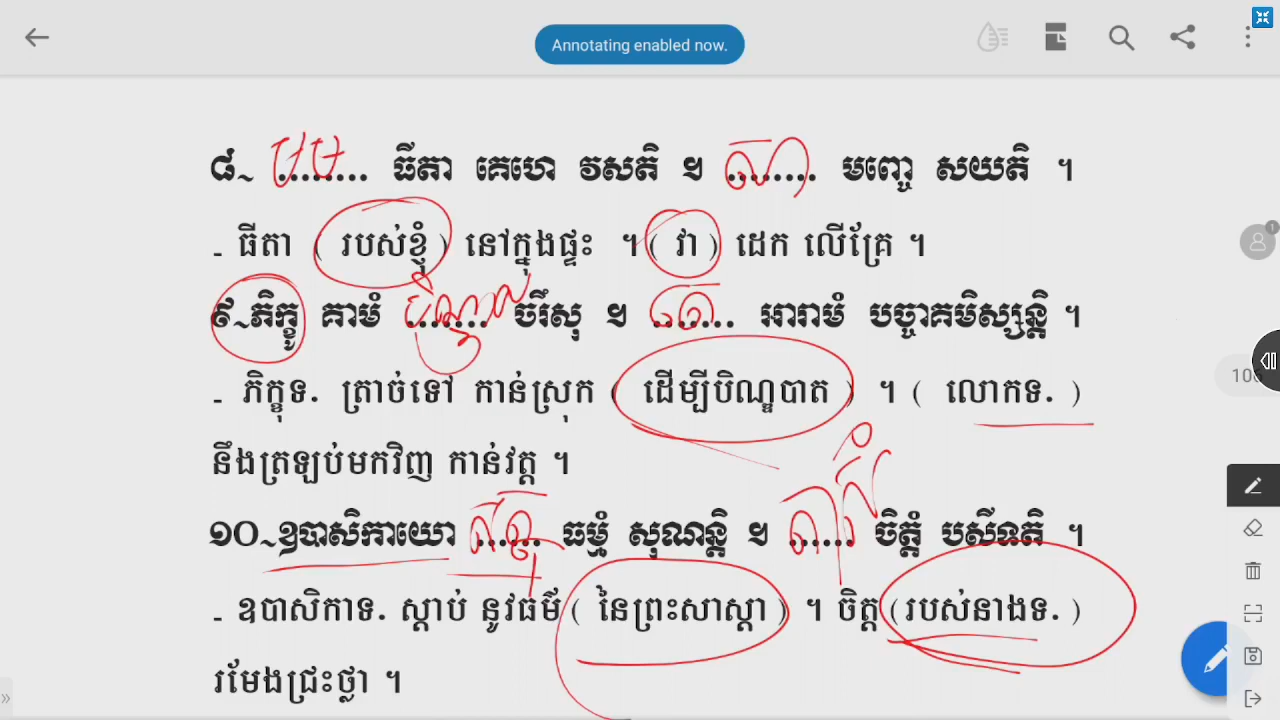 Annotating enabled now.
៨~ មម ........ ធីតា គេហេ វសតិ ។ សា ........ មញ្ចេ សយតិ ។
- ធីតា ( របស់ខ្ញុំ ) នៅក្នុងផ្ទះ ។ ( វា ) ដេក លើគ្រែ ។
1
៩~ភិក្ខូ គាមំ ....... ចរឹសុ ។ តេ ....... អារាមំ បច្ចាគមិស្សន្តិ ។
106
- ភិក្ខុទ. ត្រាច់ទៅ កាន់ស្រុក ( ដើម្បីបិណ្ឌបាត ) ។ ( លោកទ. )
នឹងត្រឡប់មកវិញ កាន់វត្ត ។
១០~ឧបាសិកាយោ ...... ធម្មំ សុណន្តិ ។ តាសំ ...... ចិត្តំ បសីទតិ ។
- ឧបាសិកាទ. ស្តាប់ នូវធម៌ ( នៃព្រះសាស្តា ) ។ ចិត្ត ( របស់នាងទ. )
រមែងជ្រះថ្លា ។